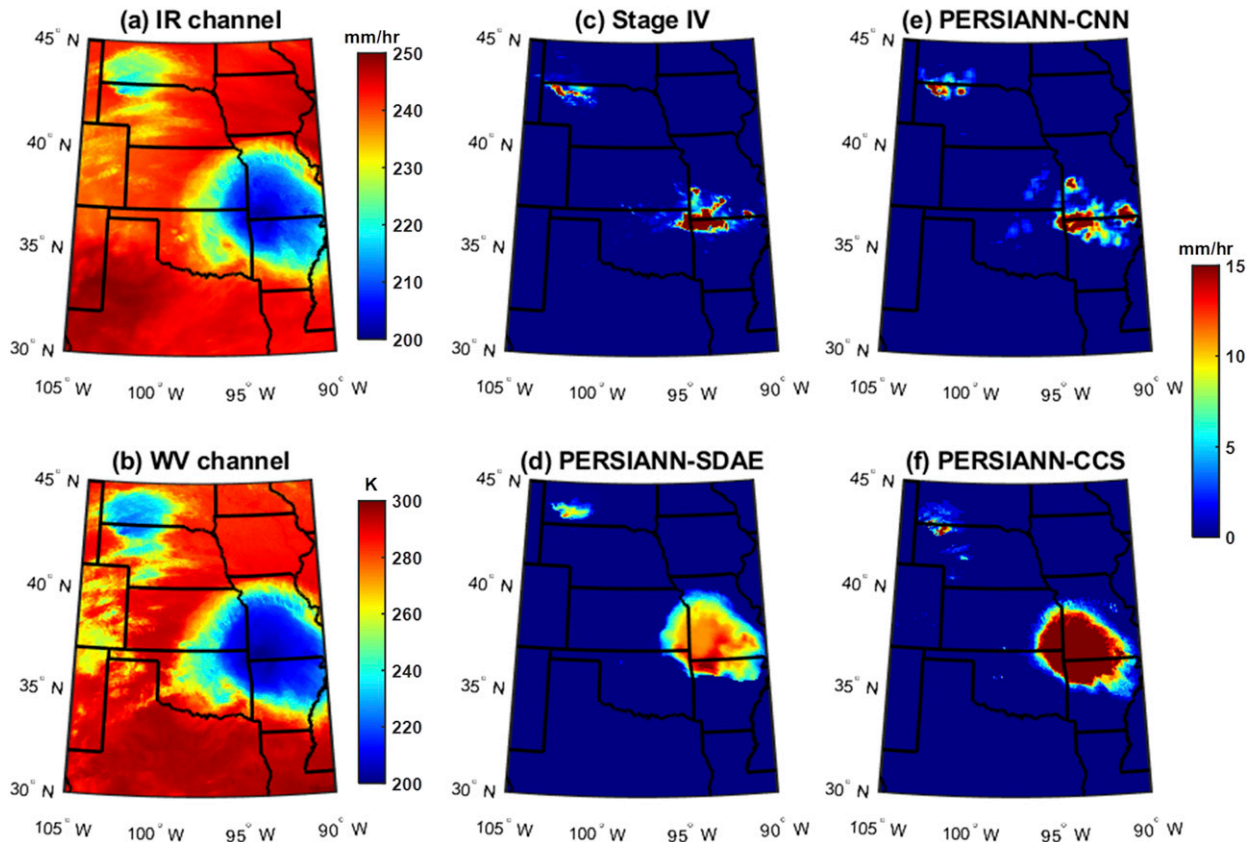 (a) IR channel
(c) Stage IV
(e) PERSIANN-CNN
45° N
mm/hr
250
45° N
45° N
240
40° N
230
40° N
40° N
220
35° N
210
35° N
35° N
200
mm/hr
15
30° N
30° N
30° N
105° W
100° W
95° W
90° W
105° W
100° W
95° W
90° W
105° W
100° W
95° W
90° W
10
5
0
(b) WV channel
(d) PERSIANN-SDAE
(f) PERSIANN-CCS
45° N
K
300
45° N
45° N
280
40° N
260
40° N
40° N
240
35° N
220
35° N
35° N
200
30° N
30° N
30° N
105° W
100° W
95° W
90° W
105° W
100° W
95° W
90° W
105° W
100° W
95° W
90° W